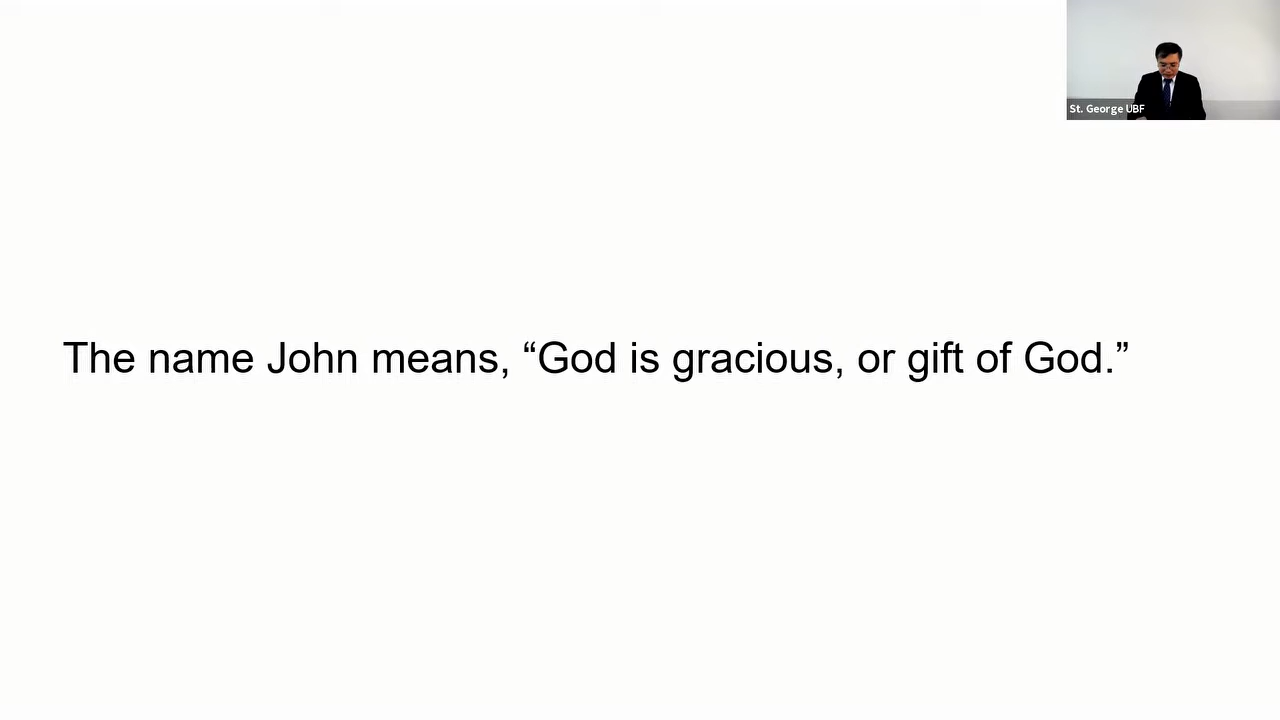 St. George UBF
The name John means, “God is gracious, or gift of God.”